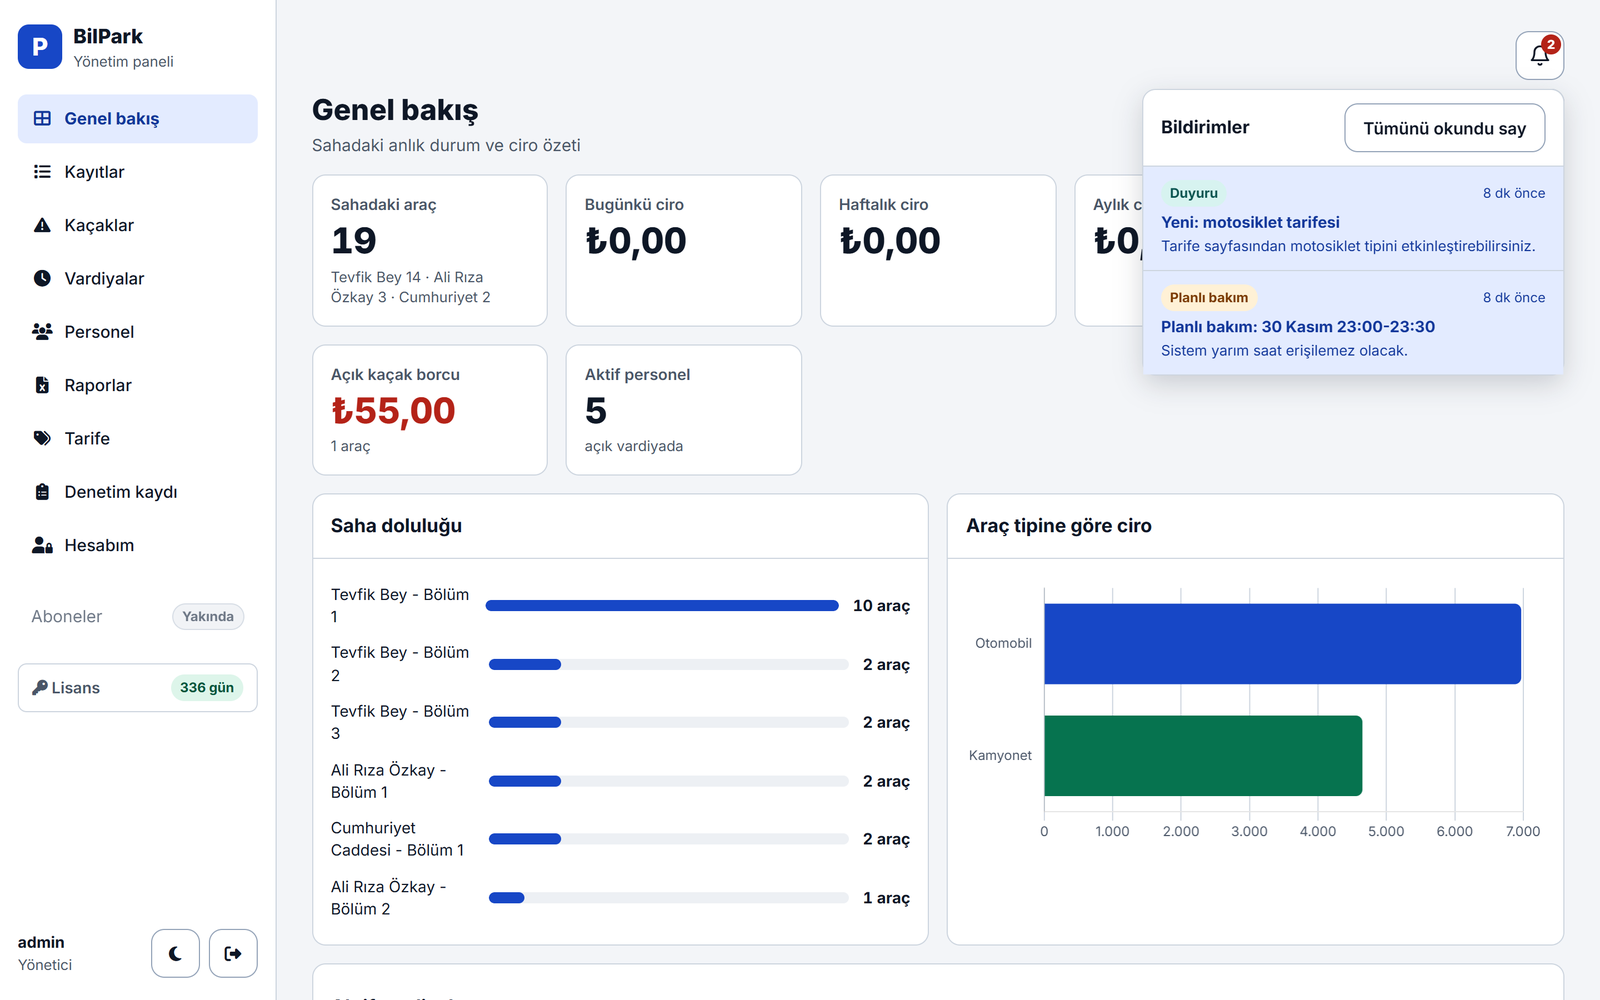 P
BilPark
Yönetim paneli
Genel bakış
Kayıtlar
Kaçaklar
Vardiyalar
Personel
Raporlar
Tarife
Denetim kaydı
Hesabım
Aboneler
Yakında
Lisans
336 gün
admin
Yönetici
2
Genel bakış
Sahadaki anlık durum ve ciro özeti
Bildirimler
Tümünü okundu say
Duyuru
8 dk önce
Yeni: motosiklet tarifesi
Tarife sayfasından motosiklet tipini etkinleştirebilirsiniz.
Planlı bakım
8 dk önce
Planlı bakım: 30 Kasım 23:00-23:30
Sistem yarım saat erişilemez olacak.
Sahadaki araç
19
Tevfik Bey 14 · Ali Rıza
Özkay 3 · Cumhuriyet 2
Bugünkü ciro
₺0,00
Haftalık ciro
₺0,00
Aylık c
₺0,
Açık kaçak borcu
₺55,00
1 araç
Aktif personel
5
açık vardiyada
Saha doluluğu
Tevfik Bey - Bölüm
1
10 araç
Tevfik Bey - Bölüm
2
2 araç
Tevfik Bey - Bölüm
3
2 araç
Ali Rıza Özkay -
Bölüm 1
2 araç
Cumhuriyet
Caddesi - Bölüm 1
2 araç
Ali Rıza Özkay -
Bölüm 2
1 araç
Araç tipine göre ciro
Otomobil
Kamyonet
0 1.000 2.000 3.000 4.000 5.000 6.000 7.000